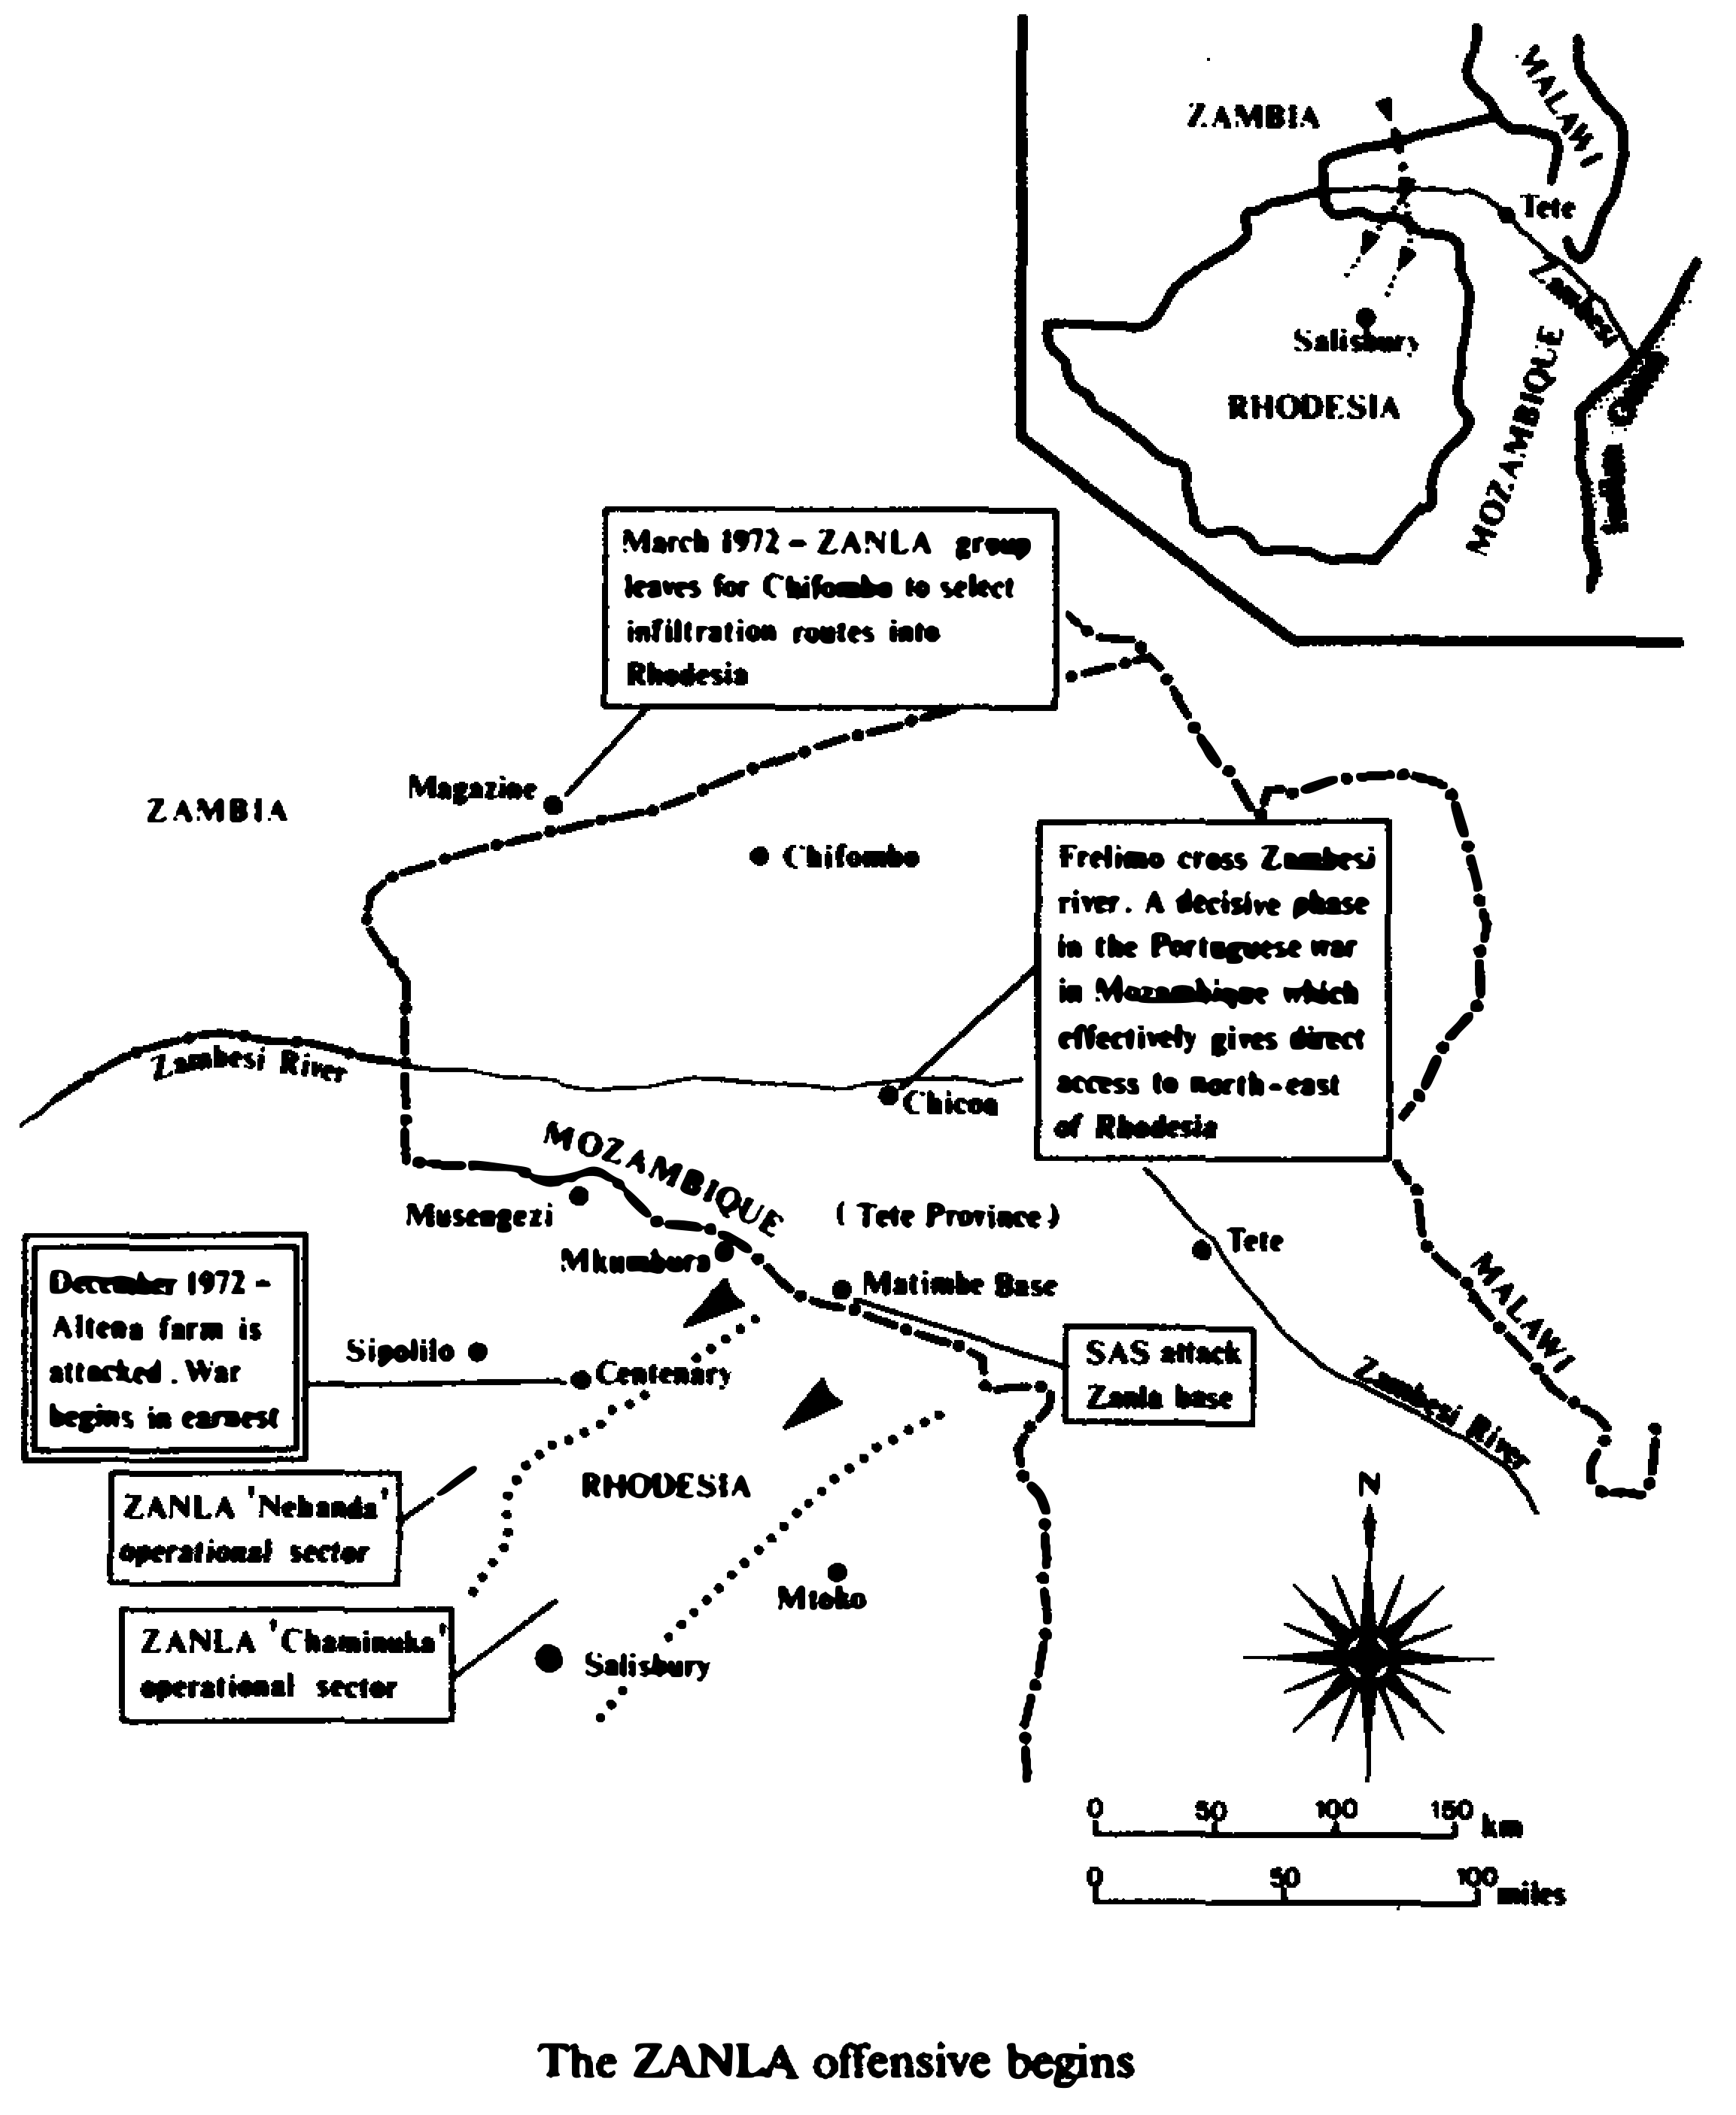 ZAMBIA
MALAWI
Tete
Zambesi
Salisbury
RHODESIA
MOZAMBIQUE
Indian Ocean
March 1972 - ZANLA group
leaves for Chifombo to select
infiltration routes into
Rhodesia
Magazine
ZAMBIA
Chifombo
Frelimo cross Zambesi
river. A decisive phase
in the Portuguese war
in Mozambique which
effectively gives direct
access to north-east
of Rhodesia
Zambesi River
Chicoa
MOZAMBIQUE
Musengezi
(Tete Province)
Tete
Mkumbura
Matimbe Base
MALAWI
December 1972 -
Altena farm is
attacked. War
begins in earnest
Sipolilo
Centenary
SAS attack
Zanla base
Zambesi River
ZANLA 'Nehanda'
operational sector
RHODESIA
N
Mtoko
ZANLA 'Chaminuka'
operational sector
Salisbury
0 50 100 150 km
0 50 100 miles
The ZANLA offensive begins